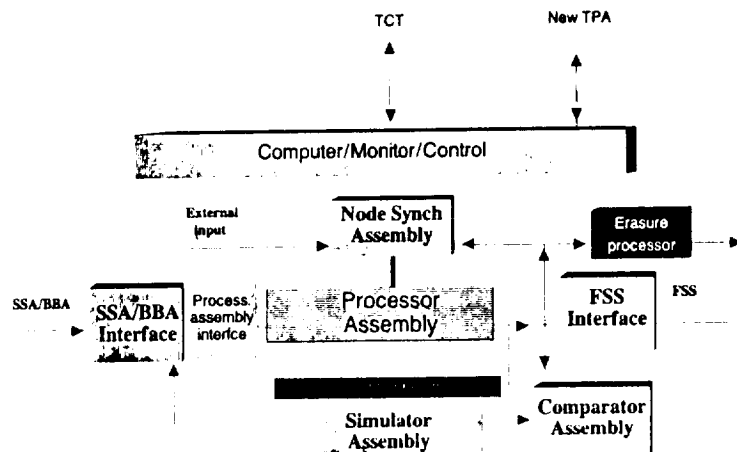 TCT
New TPA
Computer/Monitor/Control
External
input
Node Synch
Assembly
Erasure
processor
SSA/BBA
SSA/BBA
Interface
Process.
assembly
interfce
Processor
Assembly
FSS
Interface
FSS
Simulator
Assembly
Comparator
Assembly